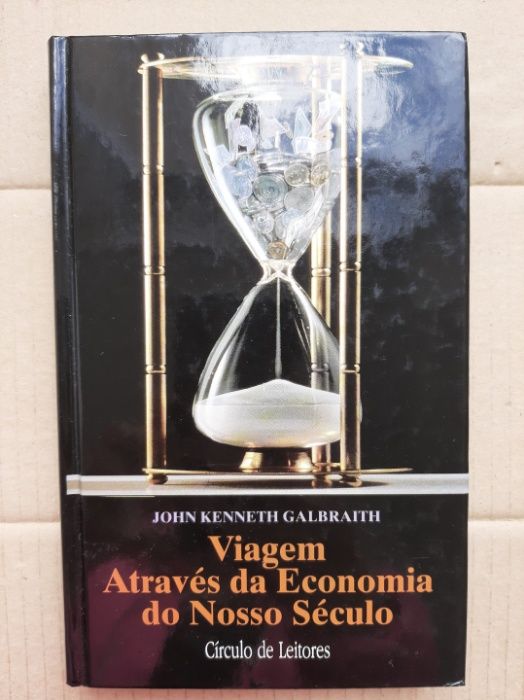 JOHN KENNETH GALBRAITH
Viagem
Através da Economia
do Nosso Século
Círculo de Leitores